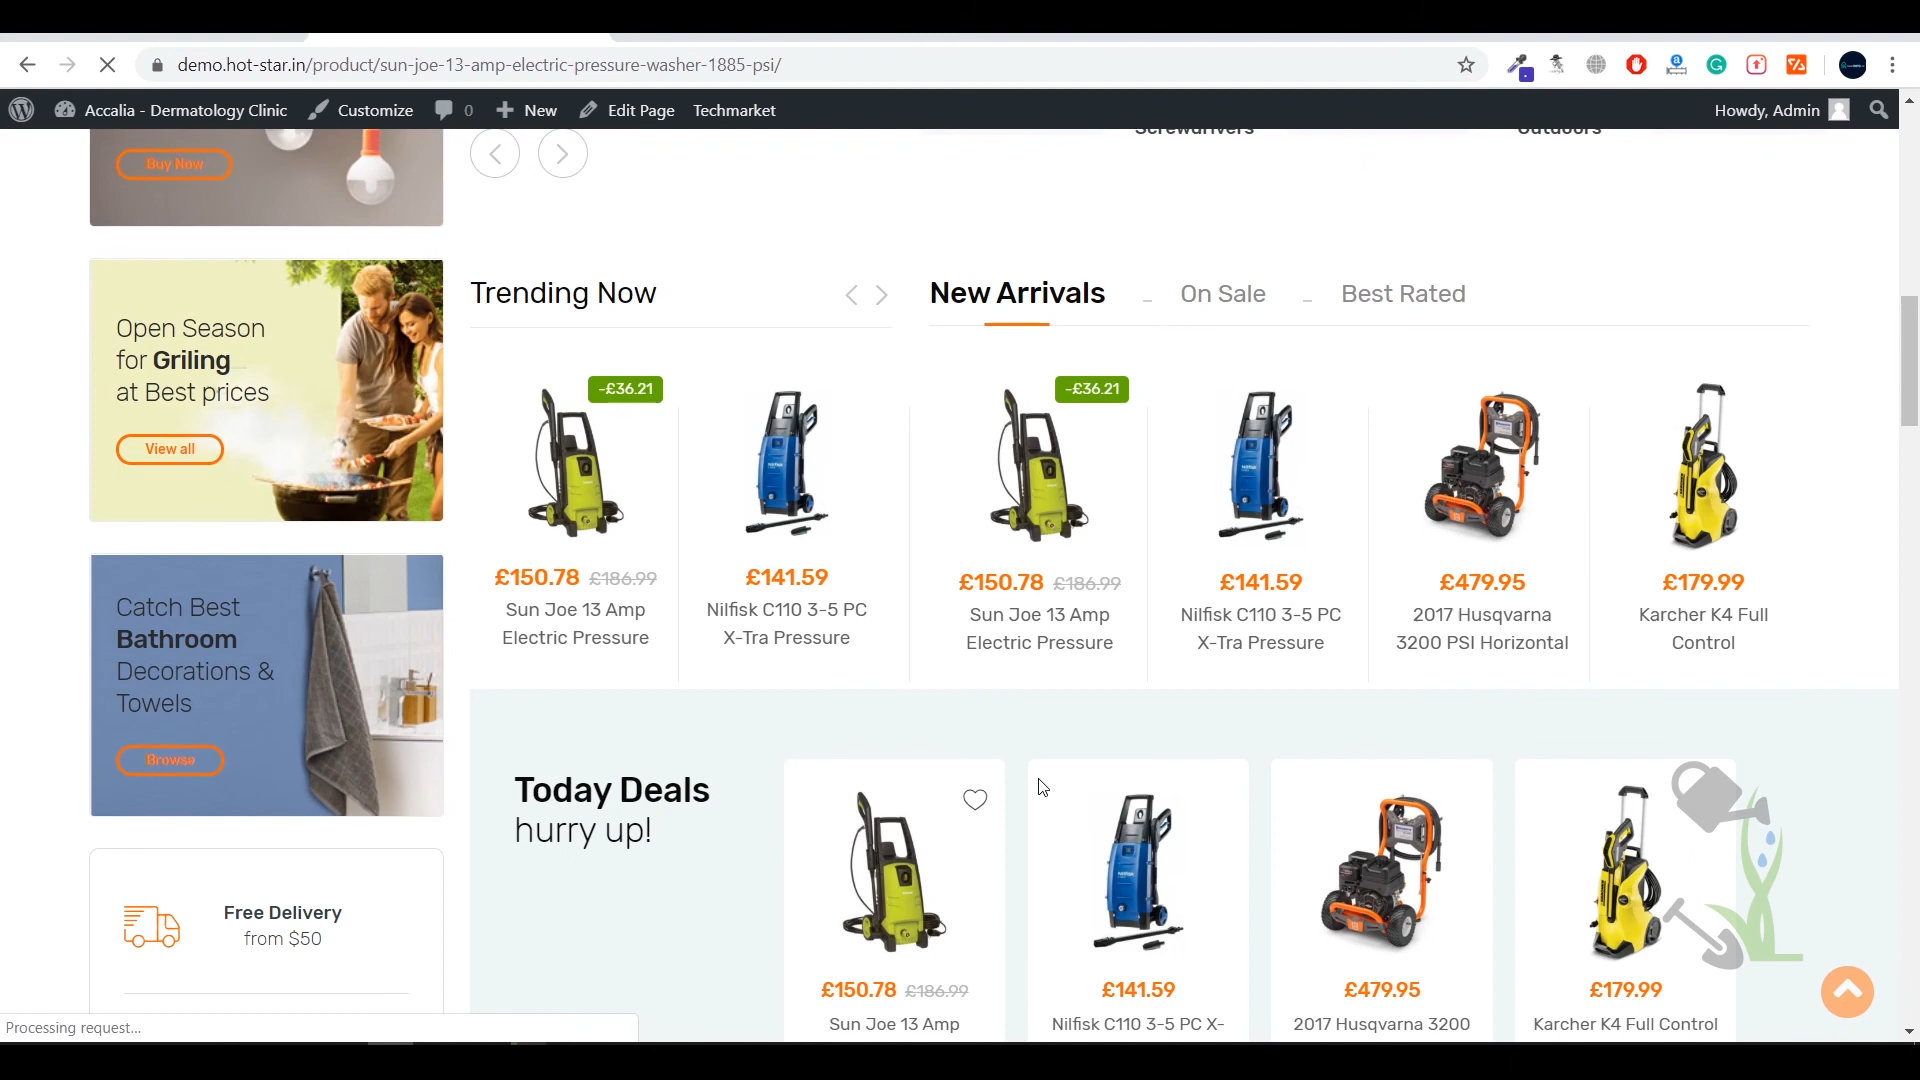 demo.hot-star.in/product/sun-joe-13-amp-electric-pressure-washer-1885-psi/
Accalia - Dermatology Clinic
Customize
0
New
Edit Page
Techmarket
Howdy, Admin
Screwdrivers
Outdoors
Buy Now
Open Season
for Griling
at Best prices
View all
Catch Best
Bathroom
Decorations &
Towels
Browse
Free Delivery
from $50
Trending Now
New Arrivals
On Sale
Best Rated
-£36.21
£150.78 £186.99
Sun Joe 13 Amp
Electric Pressure
£141.59
Nilfisk C110 3-5 PC
X-Tra Pressure
-£36.21
£150.78 £186.99
Sun Joe 13 Amp
Electric Pressure
£141.59
Nilfisk C110 3-5 PC
X-Tra Pressure
£479.95
2017 Husqvarna
3200 PSI Horizontal
£179.99
Karcher K4 Full
Control
Today Deals
hurry up!
£150.78 £186.99
Sun Joe 13 Amp
£141.59
Nilfisk C110 3-5 PC X-
£479.95
2017 Husqvarna 3200
£179.99
Karcher K4 Full Control
Processing request...